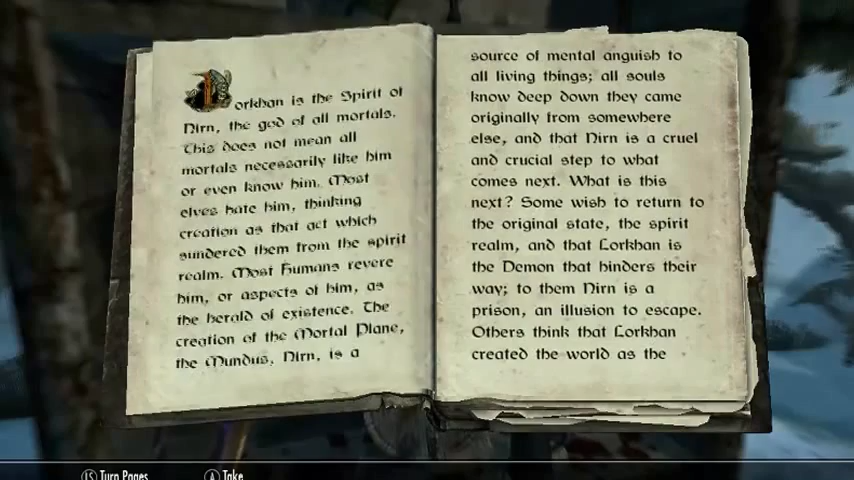 Lorkhan is the Spirit of
Nirn, the god of all mortals.
This does not mean all
mortals necessarily like him
or even know him. Most
elves hate him, thinking
creation as that act which
sundered them from the spirit
realm. Most Humans revere
him, or aspects of him, as
the herald of existence. The
creation of the Mortal Plane,
the Mundus, Nirn, is a
source of mental anguish to
all living things; all souls
know deep down they came
originally from somewhere
else, and that Nirn is a cruel
and crucial step to what
comes next. What is this
next? Some wish to return to
the original state, the spirit
realm, and that Lorkhan is
the Demon that hinders their
way; to them Nirn is a
prison, an illusion to escape.
Others think that Lorkhan
created the world as the
LS Turn Pages
A Take